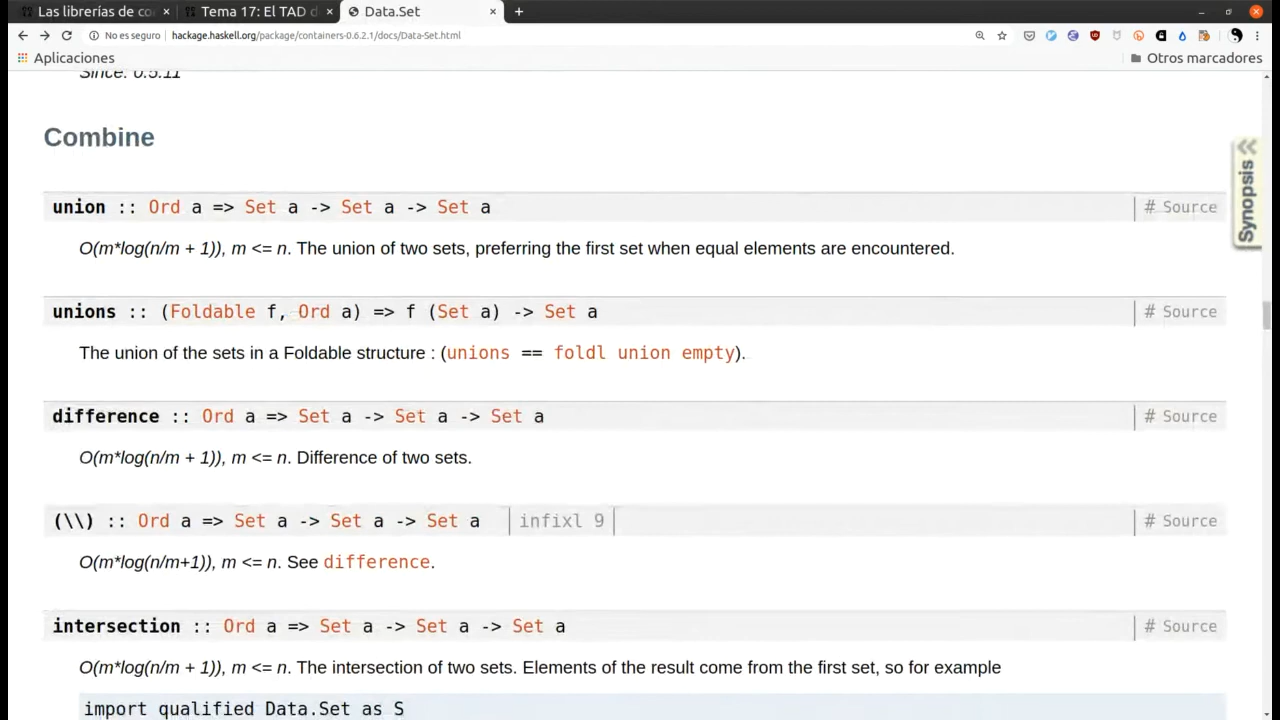 Las librerías de co
Tema 17: El TAD d
Data.Set
No es seguro
hackage.haskell.org/package/containers-0.6.2.1/docs/Data-Set.html
Aplicaciones
Otros marcadores
Since: 0.5.11
Combine
Synopsis
union :: Ord a => Set a -> Set a -> Set a
# Source
O(m*log(n/m + 1)), m <= n. The union of two sets, preferring the first set when equal elements are encountered.
unions :: (Foldable f, Ord a) => f (Set a) -> Set a
# Source
The union of the sets in a Foldable structure : (unions == foldl union empty).
difference :: Ord a => Set a -> Set a -> Set a
# Source
O(m*log(n/m + 1)), m <= n. Difference of two sets.
(\\) :: Ord a => Set a -> Set a -> Set a
infixl 9
# Source
O(m*log(n/m+1)), m <= n. See difference.
intersection :: Ord a => Set a -> Set a -> Set a
# Source
O(m*log(n/m + 1)), m <= n. The intersection of two sets. Elements of the result come from the first set, so for example
import qualified Data.Set as S